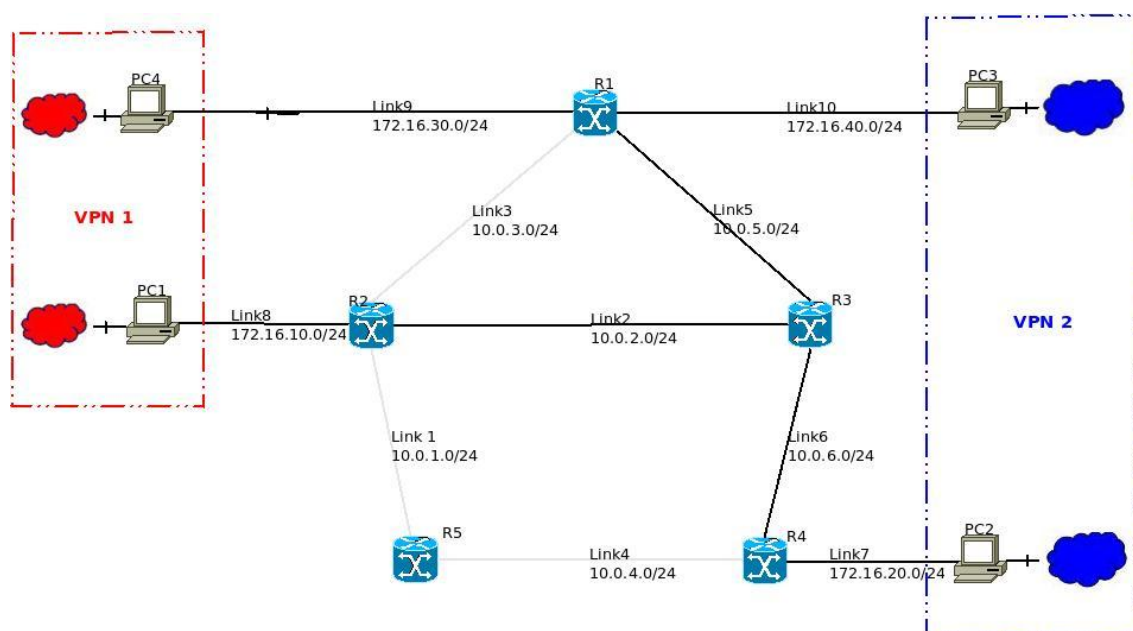 PC4
R1
PC3
Link9
172.16.30.0/24
Link10
172.16.40.0/24
VPN 1
Link3
10.0.3.0/24
Link5
10.0.5.0/24
PC1
R2
R3
Link8
172.16.10.0/24
Link2
10.0.2.0/24
VPN 2
Link 1
10.0.1.0/24
Link6
10.0.6.0/24
R5
R4
PC2
Link4
10.0.4.0/24
Link7
172.16.20.0/24